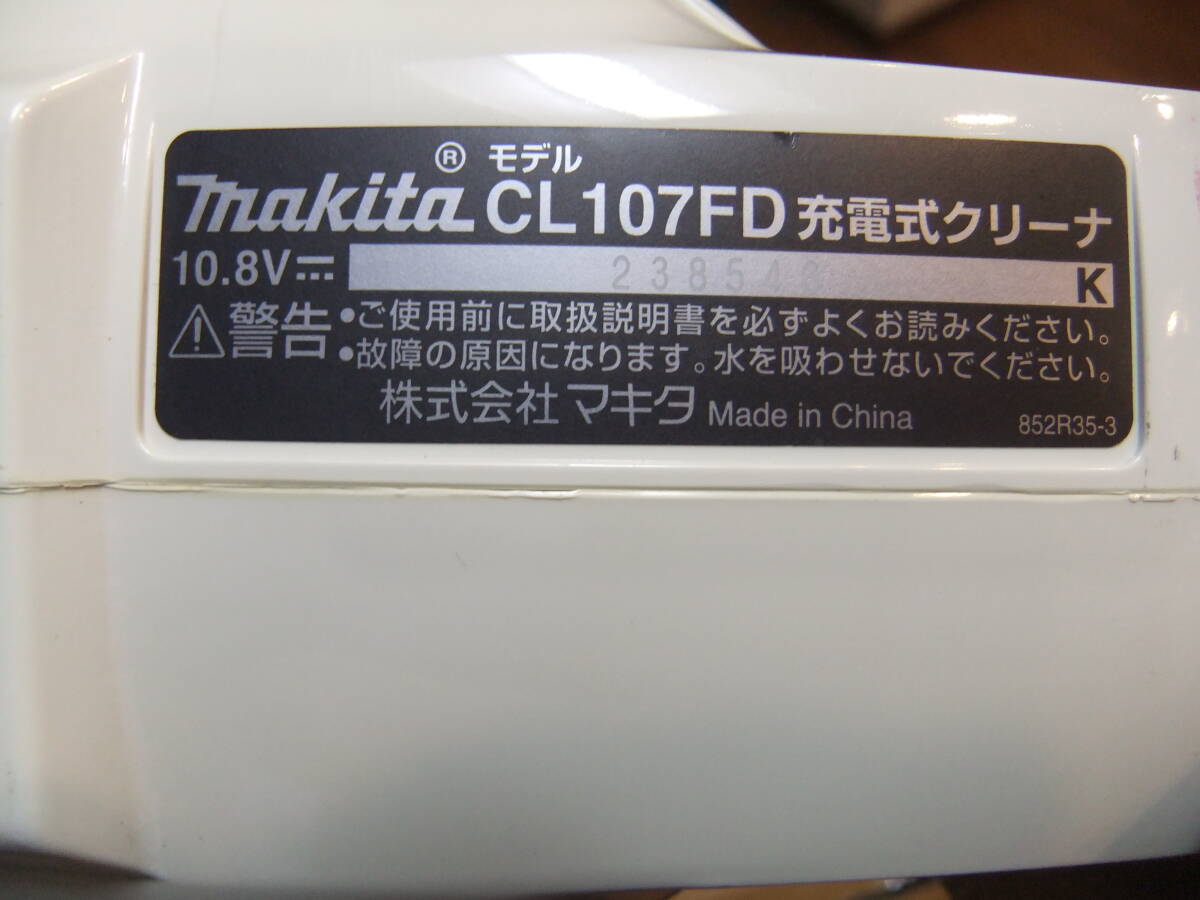 ® モデル
makita CL107FD 充電式クリーナ
10.8V 238548 K
警告 •ご使用前に取扱説明書を必ずよくお読みください。
•故障の原因になります。水を吸わせないでください。
株式会社 マキタ Made in China 852R35-3